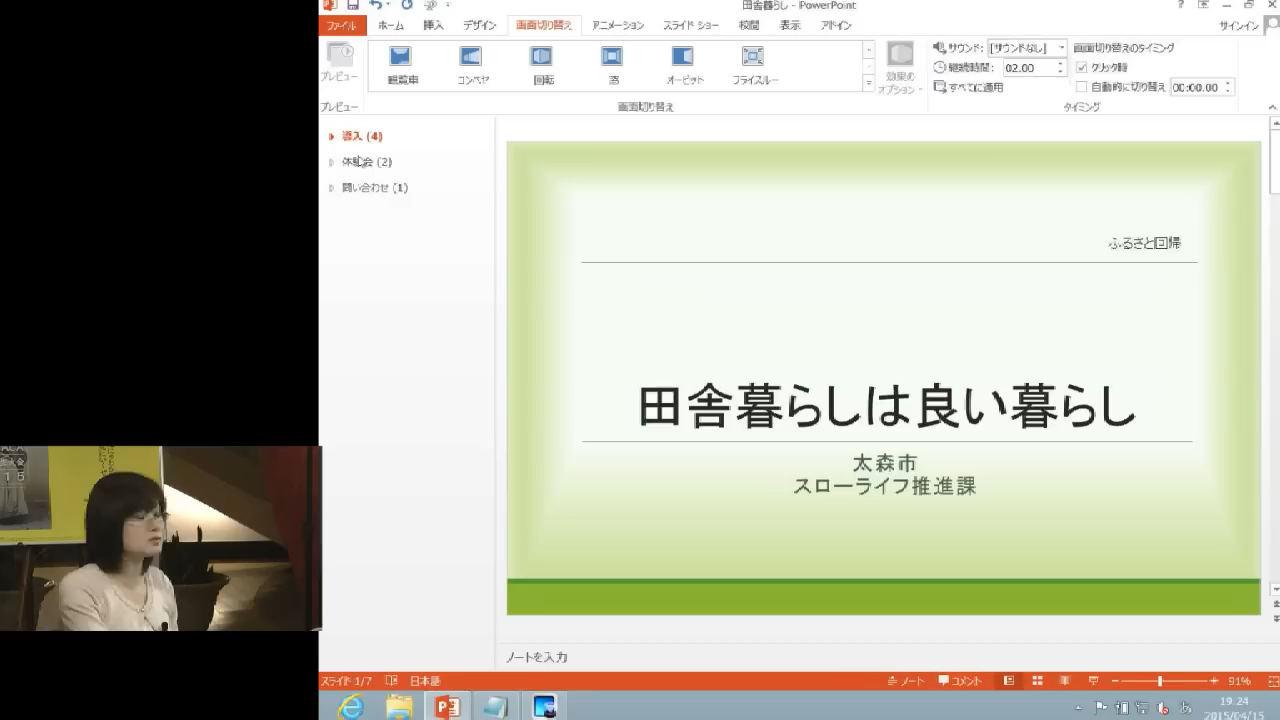 田舎暮らし - PowerPoint
ファイル ホーム 挿入 デザイン 画面切り替え アニメーション スライド ショー 校閲 表示 アドイン サインイン
プレビュー 観覧車 コンベヤ 回転 窓 オービット フライスルー 効果の オプション
サウンド: [サウンドなし] 画面切り替えのタイミング
継続時間: 02.00 クリック時
すべてに適用 自動的に切り替え 00:00.00
プレビュー 画面切り替え タイミング
導入 (4)
体験会 (2)
問い合わせ (1)
ふるさと回帰
田舎暮らしは良い暮らし
太森市
スローライフ推進課
ノートを入力
スライド 1/7 日本語 ノート コメント 91%
19:24
2015/04/15
15